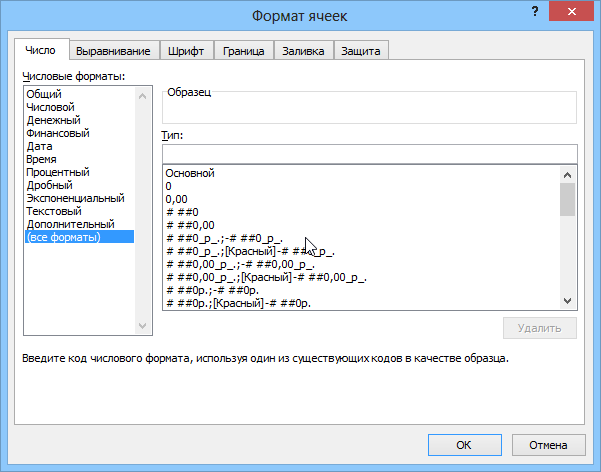 Формат ячеек
?
Число
Выравнивание
Шрифт
Граница
Заливка
Защита
Числовые форматы:
Общий
Числовой
Денежный
Финансовый
Дата
Время
Процентный
Дробный
Экспоненциальный
Текстовый
Дополнительный
(все форматы)
Образец
Тип:
Основной
0
0,00
# ##0
# ##0,00
# ##0_р_.;-# ##0_р_.
# ##0_р_.;[Красный]-# ##0_р_.
# ##0,00_р_.;-# ##0,00_р_.
# ##0,00_р_.;[Красный]-# ##0,00_р_.
# ##0р.;-# ##0р.
# ##0р.;[Красный]-# ##0р.
Удалить
Введите код числового формата, используя один из существующих кодов в качестве образца.
ОК
Отмена